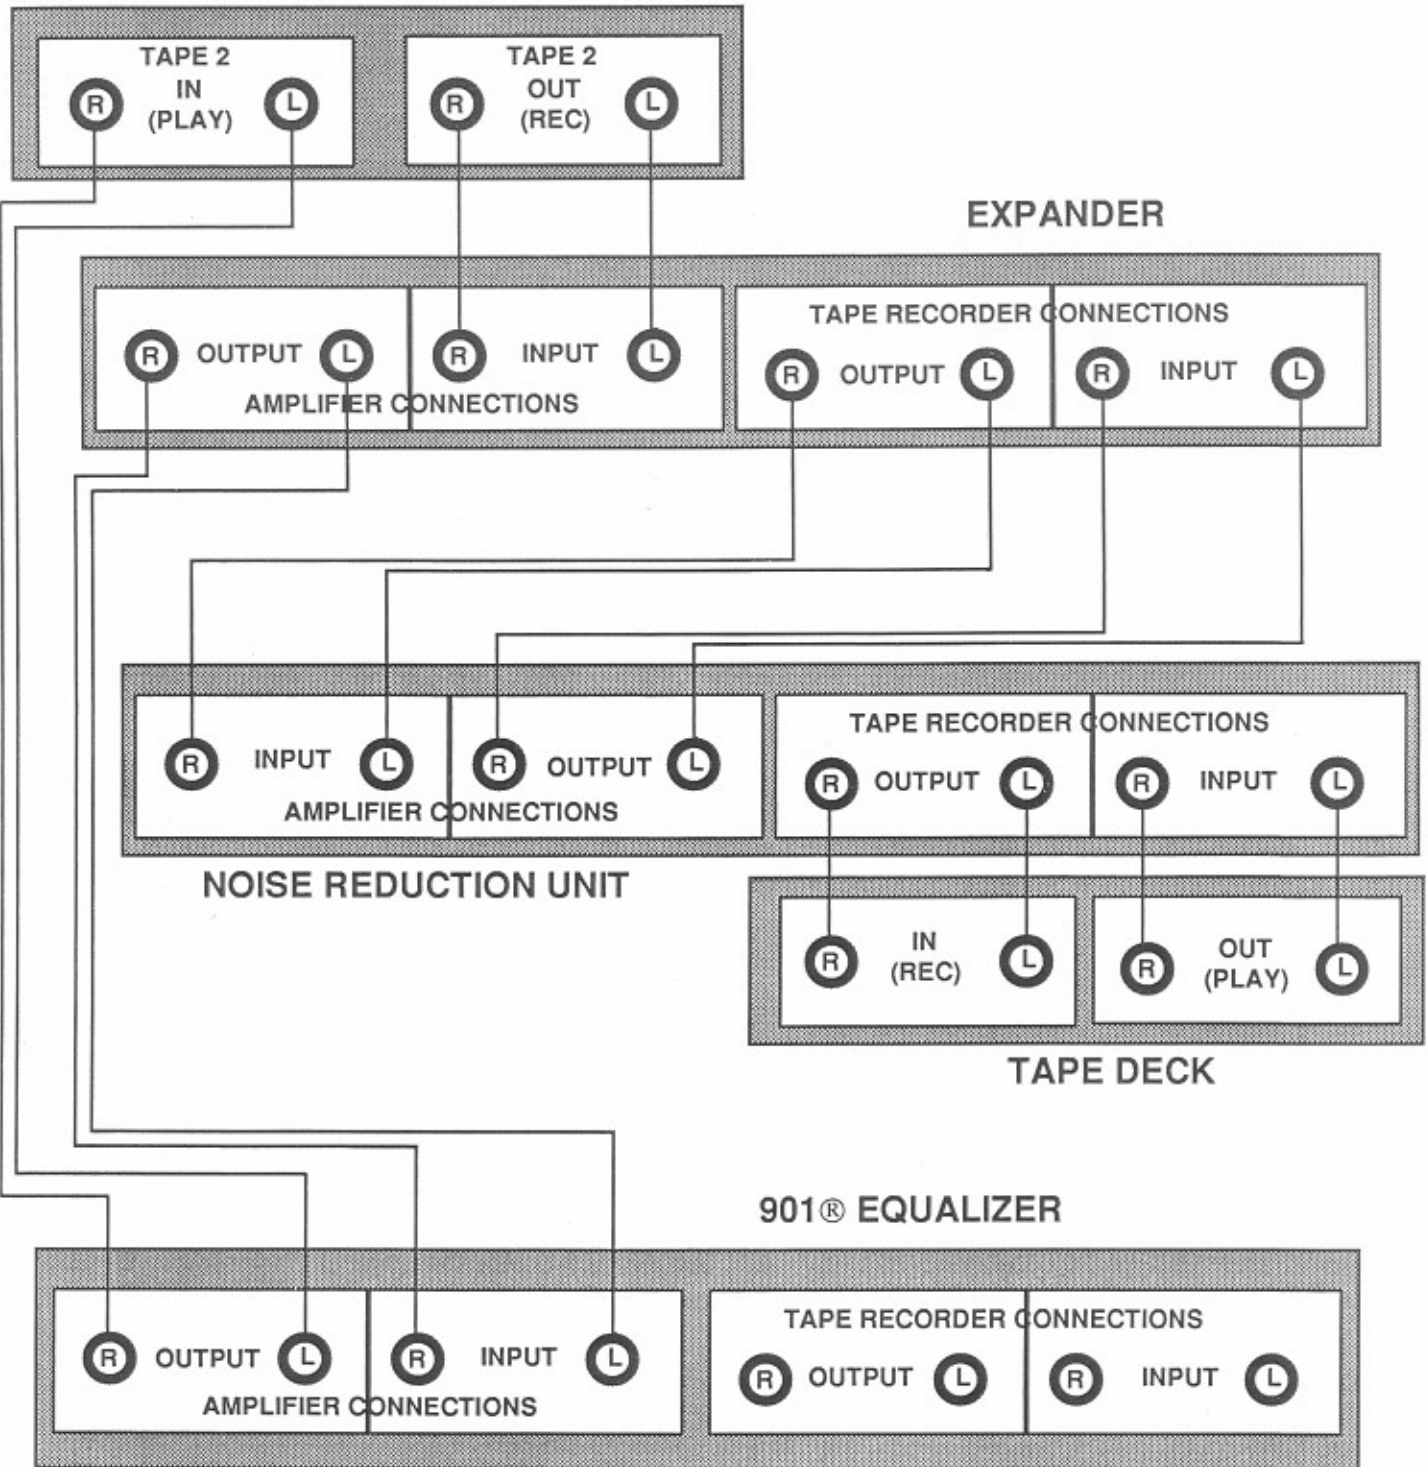 TAPE 2
IN
(PLAY)
R
L
TAPE 2
OUT
(REC)
R
L
EXPANDER
R OUTPUT L
R INPUT L
AMPLIFIER CONNECTIONS
TAPE RECORDER CONNECTIONS
R OUTPUT L
R INPUT L
R INPUT L
R OUTPUT L
AMPLIFIER CONNECTIONS
TAPE RECORDER CONNECTIONS
R OUTPUT L
R INPUT L
NOISE REDUCTION UNIT
R
IN
(REC)
L
R
OUT
(PLAY)
L
TAPE DECK
901® EQUALIZER
R OUTPUT L
R INPUT L
AMPLIFIER CONNECTIONS
TAPE RECORDER CONNECTIONS
R OUTPUT L
R INPUT L